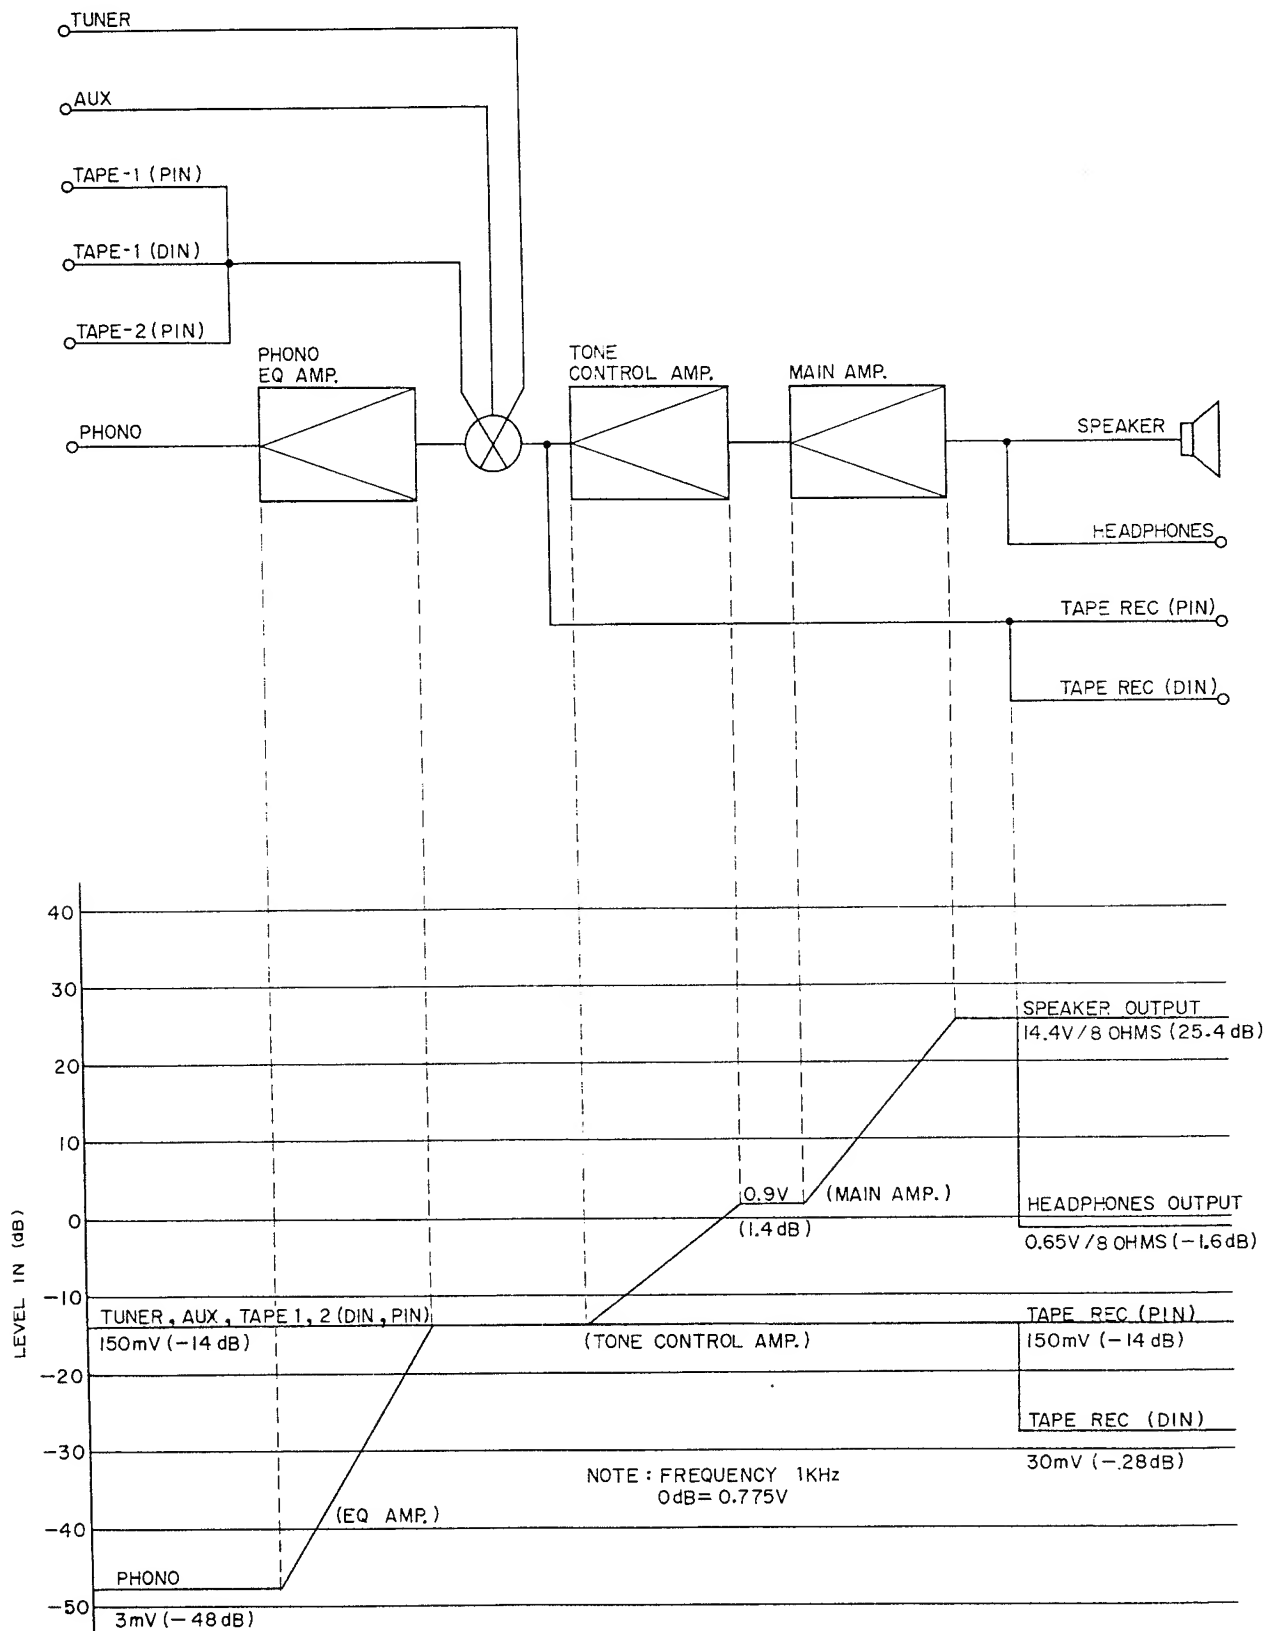 TUNER
AUX
TAPE-1 (PIN)
TAPE-1 (DIN)
TAPE-2 (PIN)
PHONO
EQ AMP.
TONE
CONTROL AMP.
MAIN AMP.
PHONO
SPEAKER
HEADPHONES
TAPE REC (PIN)
TAPE REC (DIN)
LEVEL IN (dB)
40
30
20
10
0
-10
-20
-30
-40
-50
SPEAKER OUTPUT
14.4V/8 OHMS (25.4 dB)
0.9V
(1.4 dB)
(MAIN AMP.)
HEADPHONES OUTPUT
0.65V/8 OHMS (-1.6dB)
TUNER, AUX, TAPE 1, 2 (DIN, PIN)
150mV (-14 dB)
(TONE CONTROL AMP.)
TAPE REC (PIN)
150mV (-14 dB)
TAPE REC (DIN)
30mV (-.28dB)
NOTE : FREQUENCY 1KHz
0dB= 0.775V
(EQ AMP.)
PHONO
3mV (-48 dB)